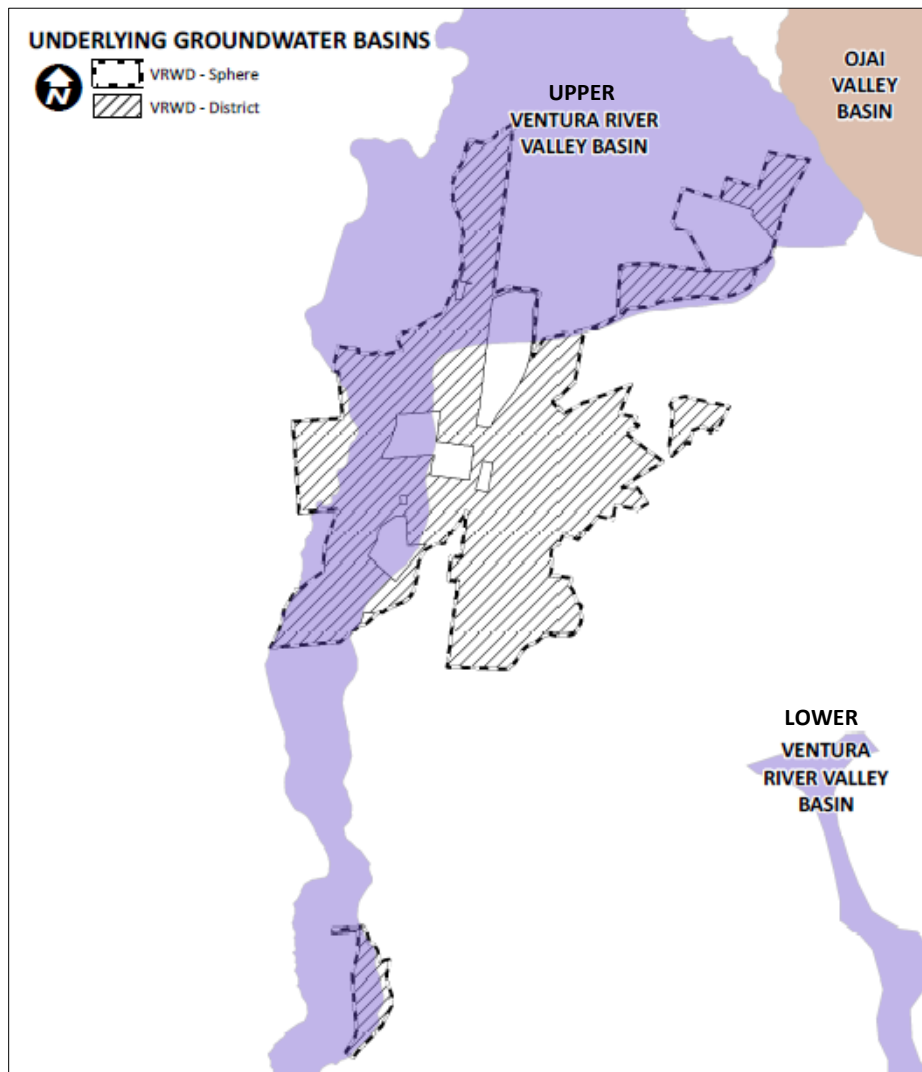 UNDERLYING GROUNDWATER BASINS
N
VRWD - Sphere
VRWD - District
UPPER
VENTURA RIVER
VALLEY BASIN
OJAI
VALLEY
BASIN
LOWER
VENTURA
RIVER VALLEY
BASIN